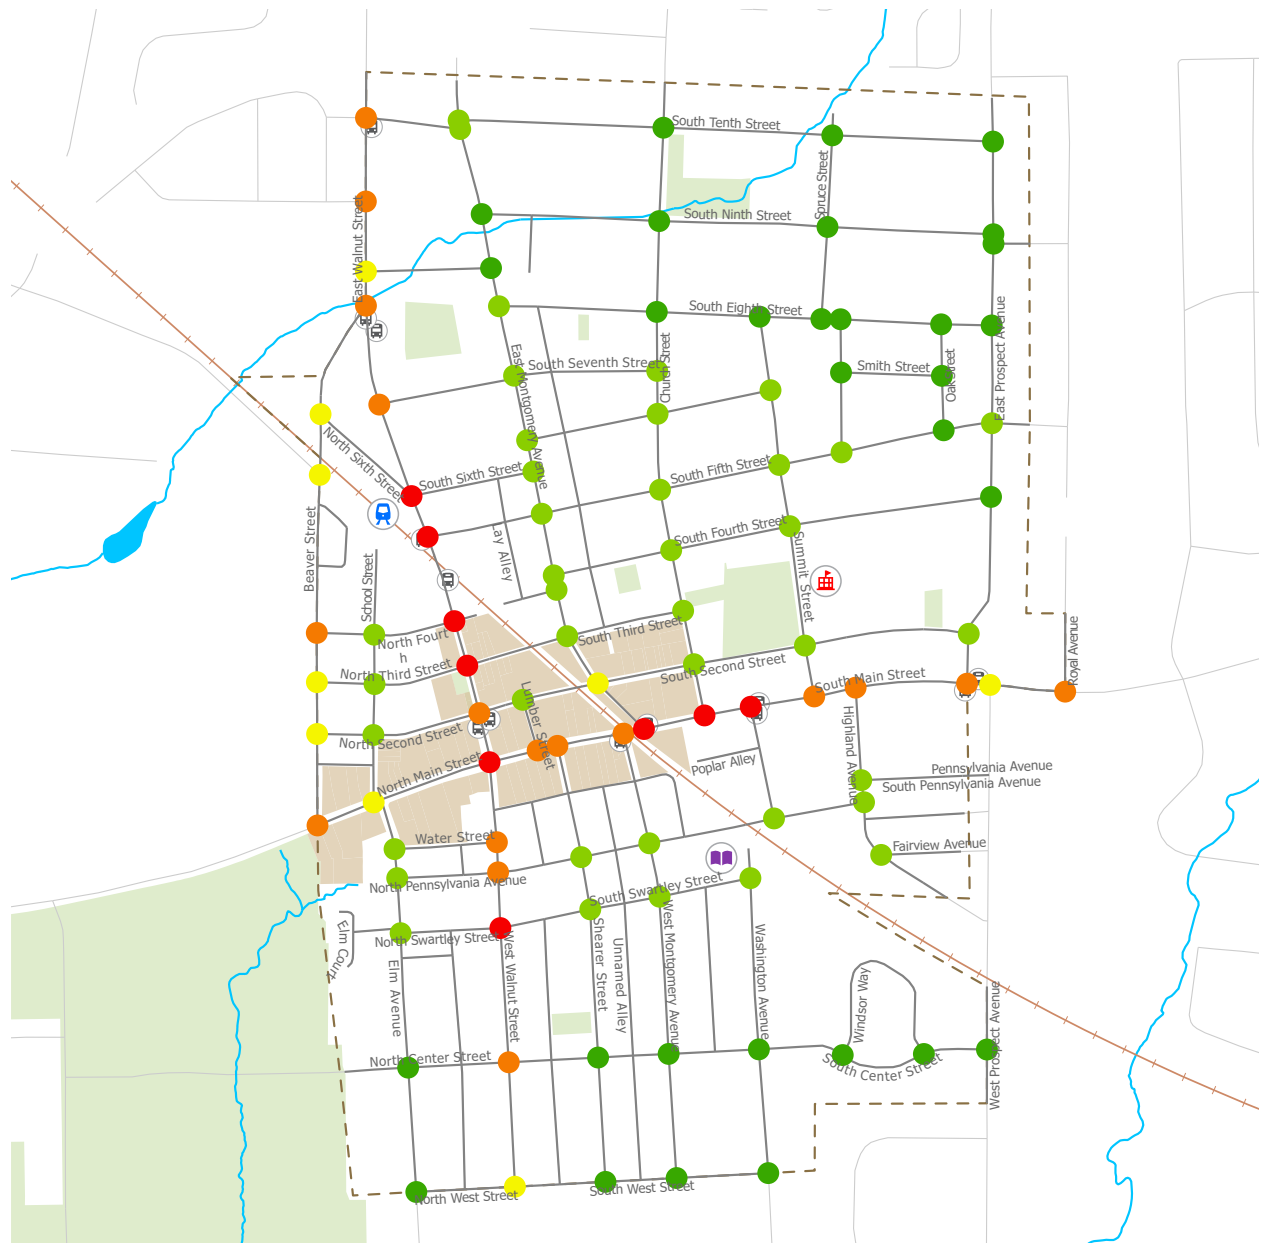 South Tenth Street
Spruce Street
South Ninth Street
East Walnut Street
South Eighth Street
East Prospect Avenue
Church Street
East Montgomery Avenue
South Seventh Street
Smith Street
Oak Street
North Sixth Street
South Sixth Street
South Fifth Street
Beaver Street
Lay Alley
South Fourth Street
Summit Street
School Street
North Fourt
h
South Third Street
Royal Avenue
North Third Street
South Second Street
South Main Street
Lumber Street
North Second Street
Highland Avenue
North Main Street
Poplar Alley
Pennsylvania Avenue
South Pennsylvania Avenue
Water Street
Fairview Avenue
North Pennsylvania Avenue
South Swartley Street
Elm Court
North Swartley Street
West Walnut Street
Shearer Street
Unnamed Alley
West Montgomery Avenue
Washington Avenue
Elm Avenue
Windsor Way
West Prospect Avenue
North Center Street
South Center Street
North West Street
South West Street